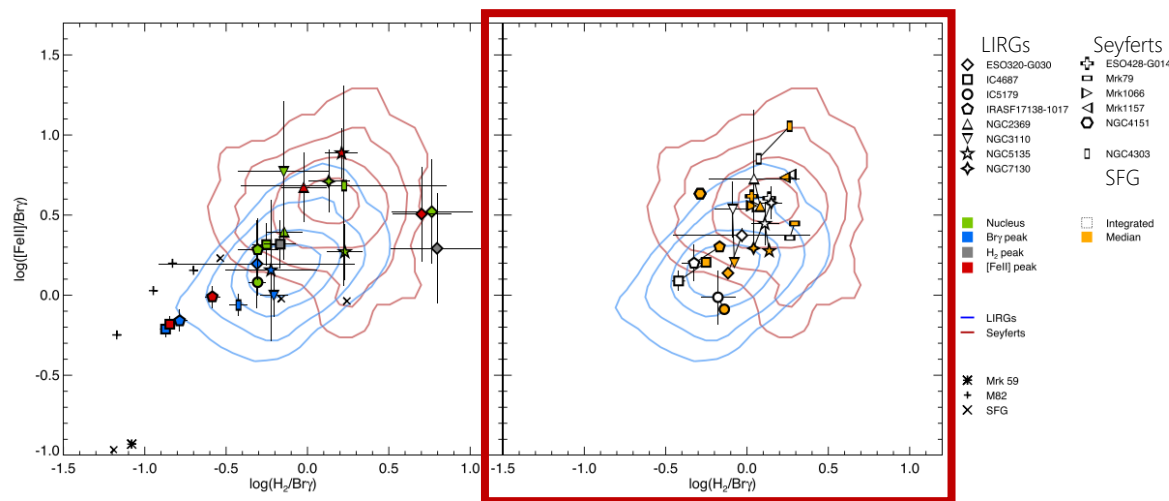 1.5
1.0
0.5
0.0
-0.5
-1.0
log([FeII]/Brγ)
-1.5 -1.0 -0.5 0.0 0.5 1.0
log(H₂/Brγ)
-1.5 -1.0 -0.5 0.0 0.5 1.0
log(H₂/Brγ)
LIRGs
ESO320-G030
IC4687
IC5179
IRASF17138-1017
NGC2369
NGC3110
NGC5135
NGC7130
Seyferts
ESO428-G014
Mrk79
Mrk1066
Mrk1157
NGC4151
NGC4303
SFG
Nucleus
Brγ peak
H₂ peak
[FeII] peak
Integrated
Median
LIRGs
Seyferts
Mrk 59
M82
SFG